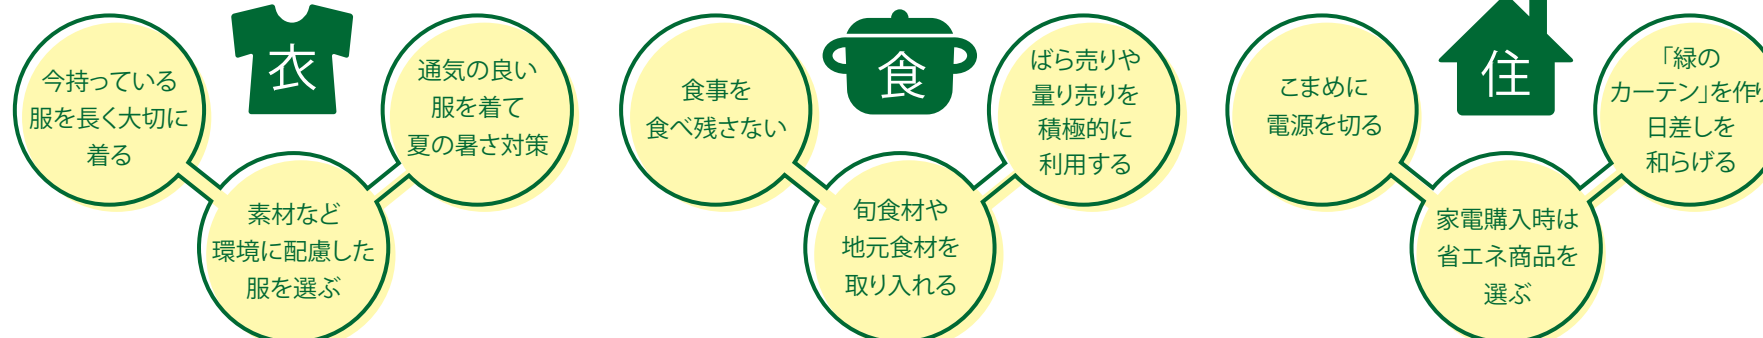 衣
今持っている
服を長く大切に
着る
素材など
環境に配慮した
服を選ぶ
通気の良い
服を着て
夏の暑さ対策
食
食事を
食べ残さない
旬食材や
地元食材を
取り入れる
ばら売りや
量り売りを
積極的に
利用する
住
こまめに
電源を切る
家電購入時は
省エネ商品を
選ぶ
「緑の
カーテン」を作り
日差しを
和らげる